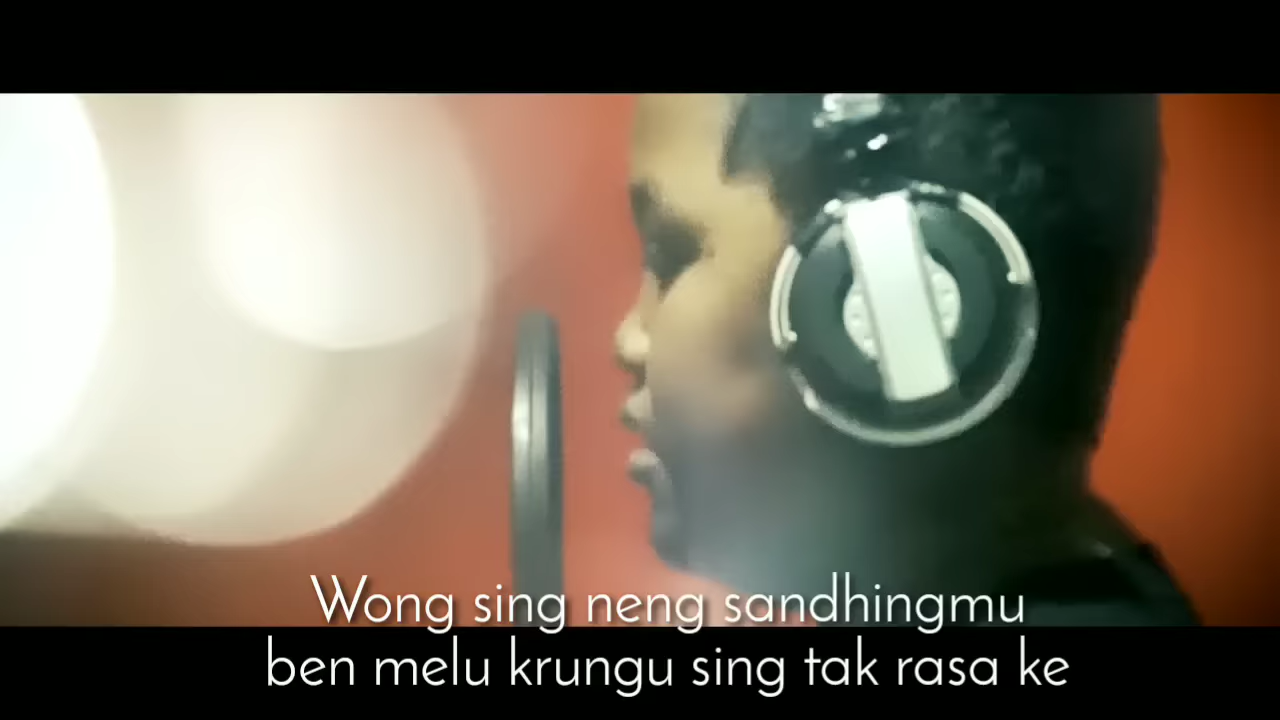 Wong sing neng sandhingmu
ben melu krungu sing tak rasa ke